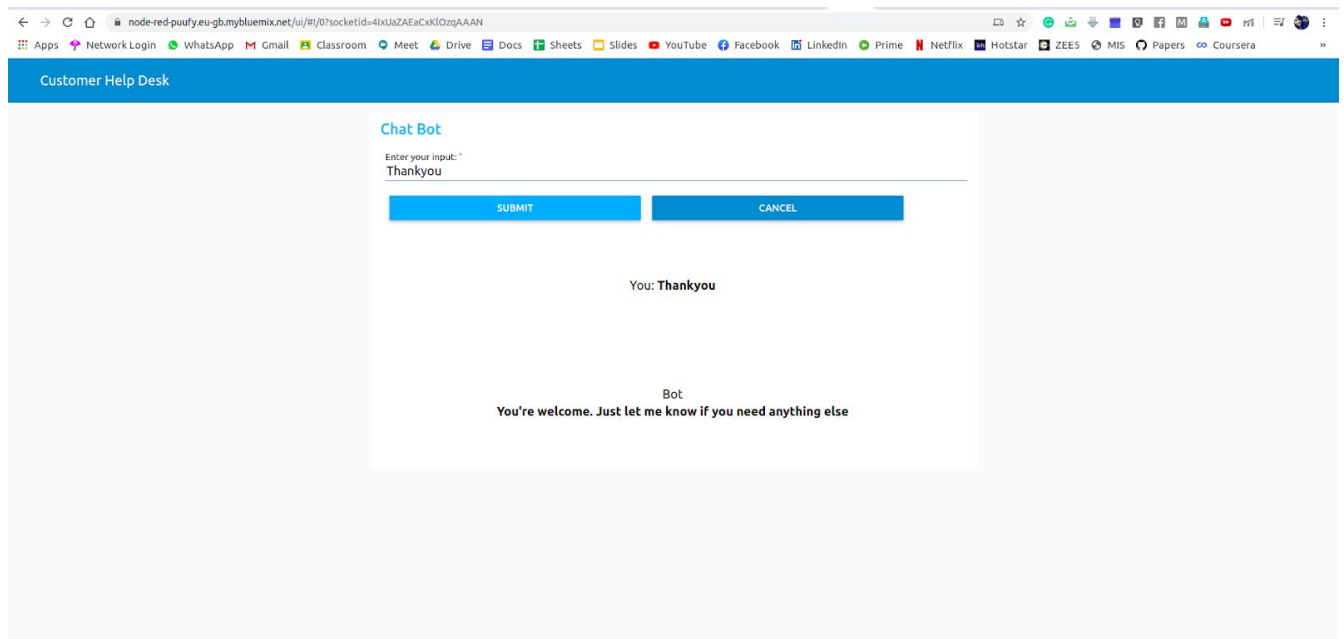 node-red-puufy.eu-gb.mybluemix.net/ui/#!/0?socketid=4IxUaZAEaCxKlOzqAAAN
Apps Network Login WhatsApp M Gmail Classroom Meet Drive Docs Sheets Slides YouTube Facebook LinkedIn Prime Netflix Hotstar ZEE5 MIS Papers Coursera »
Customer Help Desk
Chat Bot
Enter your input: *
Thankyou
SUBMIT CANCEL
You: Thankyou
Bot
You're welcome. Just let me know if you need anything else